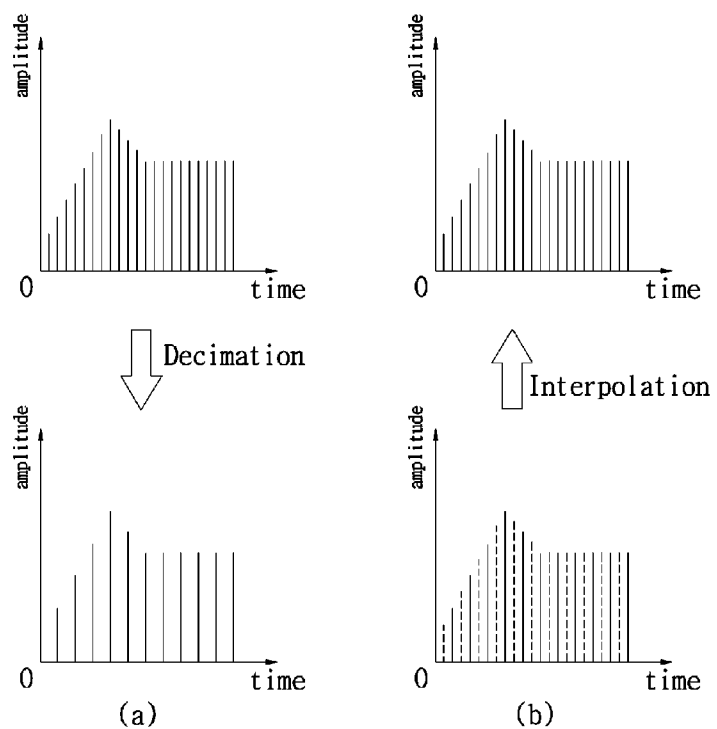 amplitude
0
time
amplitude
0
time
Decimation
Interpolation
amplitude
0
time
(a)
amplitude
0
time
(b)